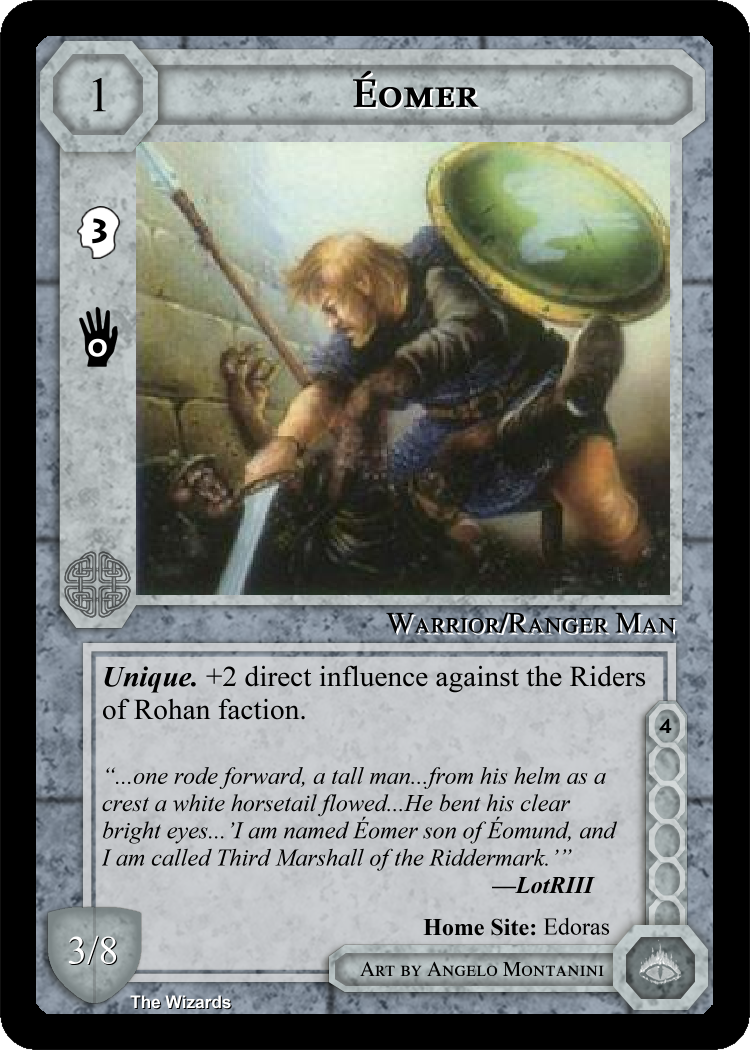 1
ÉOMER
3
0
WARRIOR/RANGER MAN
Unique. +2 direct influence against the Riders
of Rohan faction.
4
“...one rode forward, a tall man...from his helm as a
crest a white horsetail flowed...He bent his clear
bright eyes...’I am named Éomer son of Éomund, and
I am called Third Marshall of the Riddermark.’”
—LotRIII
Home Site: Edoras
3/8
ART BY ANGELO MONTANINI
The Wizards